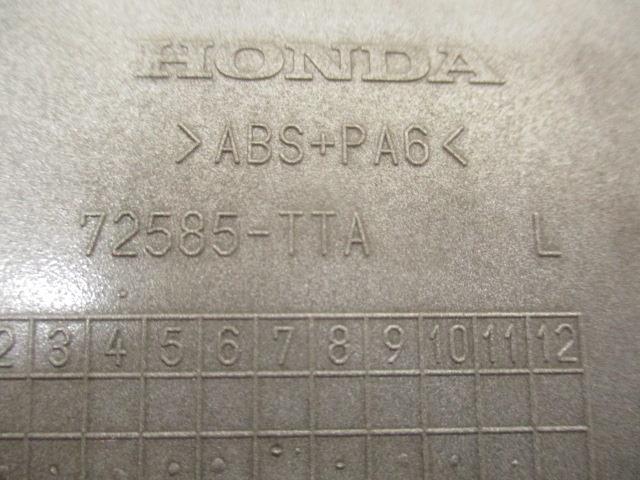 HONDA
>ABS+PA6<
72585-TTA L
2 3 4 5 6 7 8 9 10 11 12